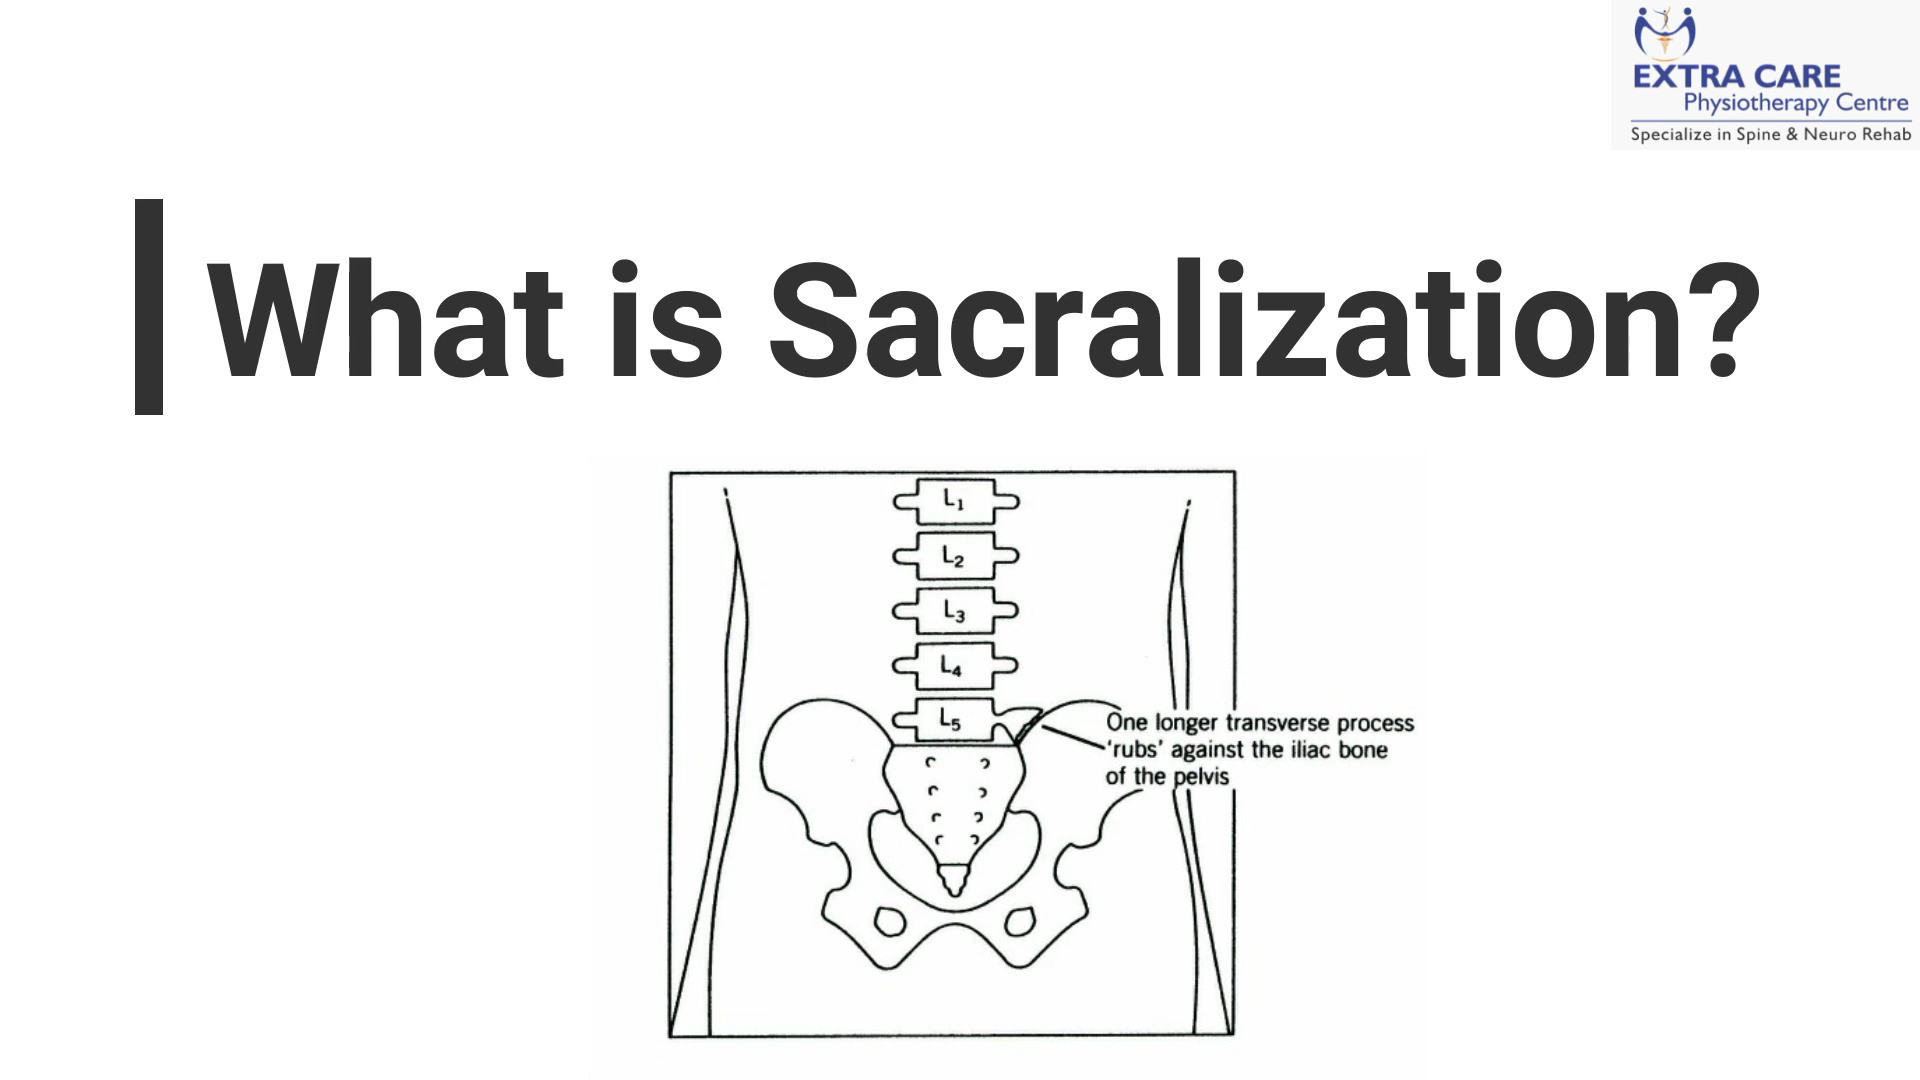 EXTRA CARE
Physiotherapy Centre
Specialize in Spine & Neuro Rehab
What is Sacralization?
L1
L2
L3
L4
L5
One longer transverse process
'rubs' against the iliac bone
of the pelvis